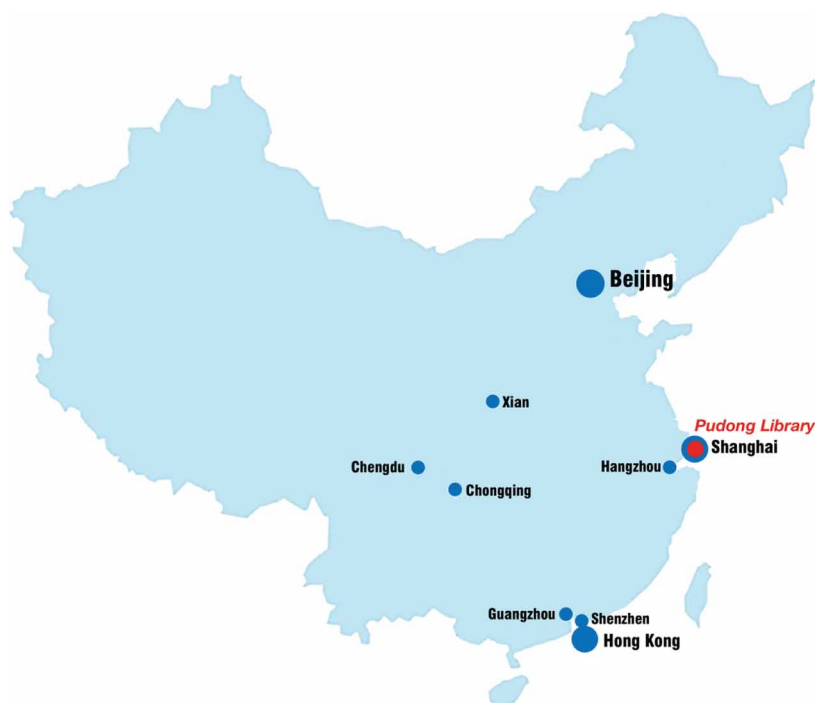 Beijing
Xian
Pudong Library
Shanghai
Chengdu
Hangzhou
Chongqing
Guangzhou
Shenzhen
Hong Kong